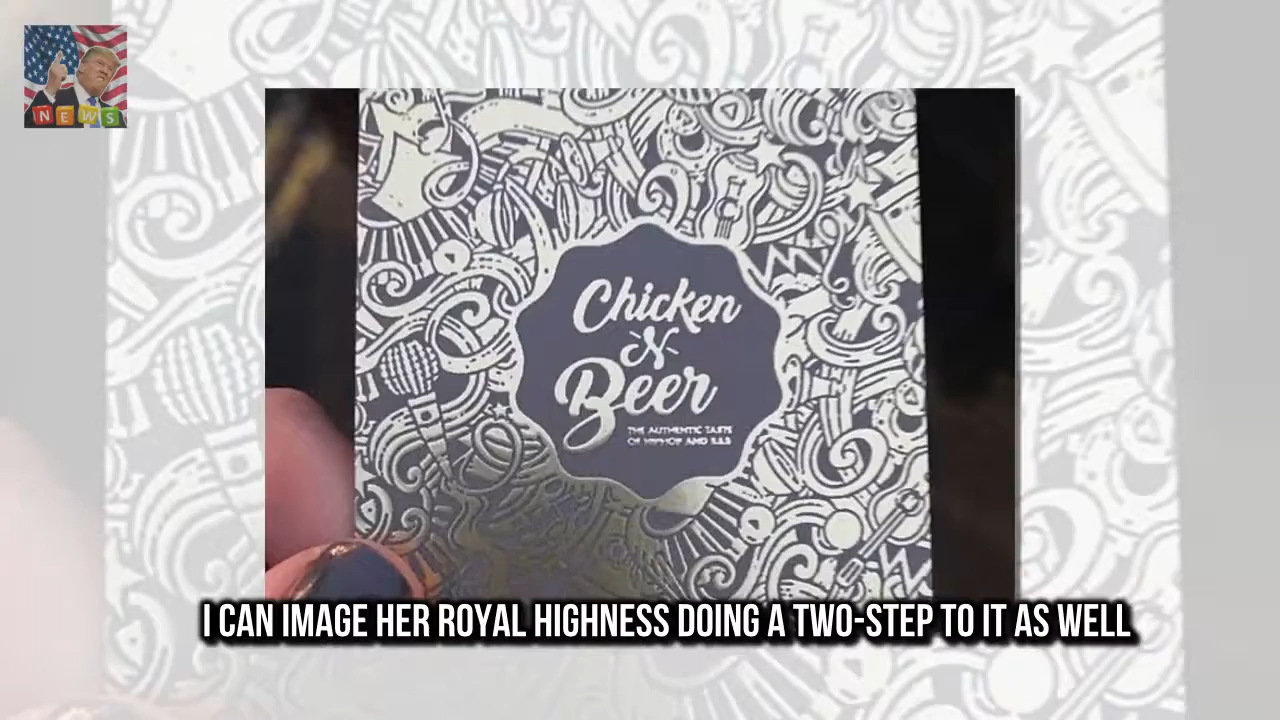 NEWS
Chicken
N
Beer
THE AUTHENTIC TASTE
OF HIPHOP AND R&B
I CAN IMAGE HER ROYAL HIGHNESS DOING A TWO-STEP TO IT AS WELL